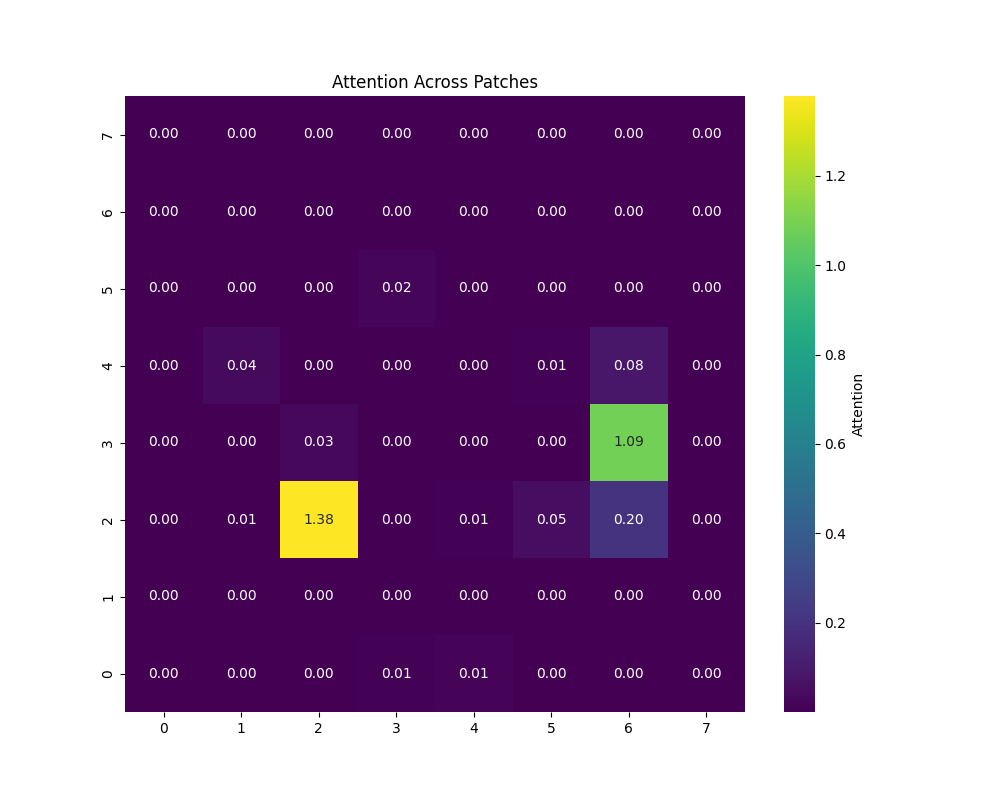 Attention Across Patches
7 0.00 0.00 0.00 0.00 0.00 0.00 0.00 0.00
6 0.00 0.00 0.00 0.00 0.00 0.00 0.00 0.00
5 0.00 0.00 0.00 0.02 0.00 0.00 0.00 0.00
4 0.00 0.04 0.00 0.00 0.00 0.01 0.08 0.00
3 0.00 0.00 0.03 0.00 0.00 0.00 1.09 0.00
2 0.00 0.01 1.38 0.00 0.01 0.05 0.20 0.00
1 0.00 0.00 0.00 0.00 0.00 0.00 0.00 0.00
0 0.00 0.00 0.00 0.01 0.01 0.00 0.00 0.00
0 1 2 3 4 5 6 7
1.2
1.0
0.8
0.6
0.4
0.2
Attention